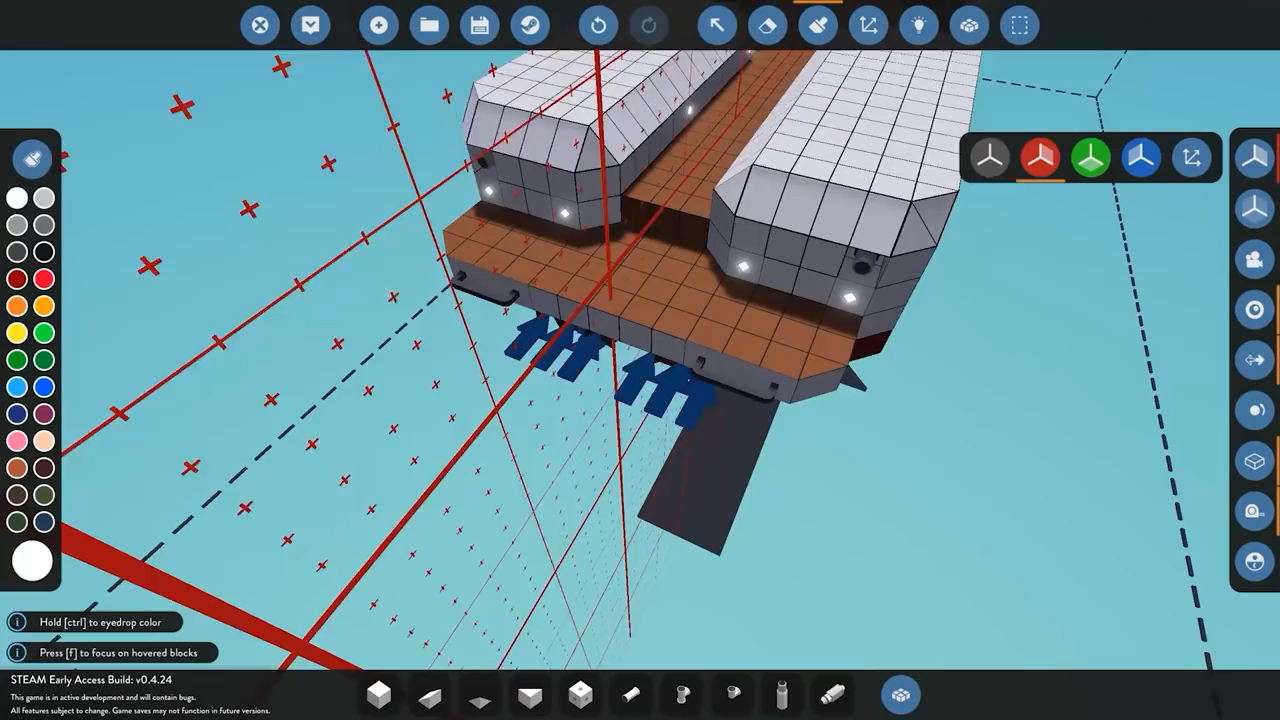 Hold [ctrl] to eyedrop color
Press [f] to focus on hovered blocks
STEAM Early Access Build: v0.4.24
This game is in active development and will contain bugs.
All features subject to change. Game saves may not function in future versions.